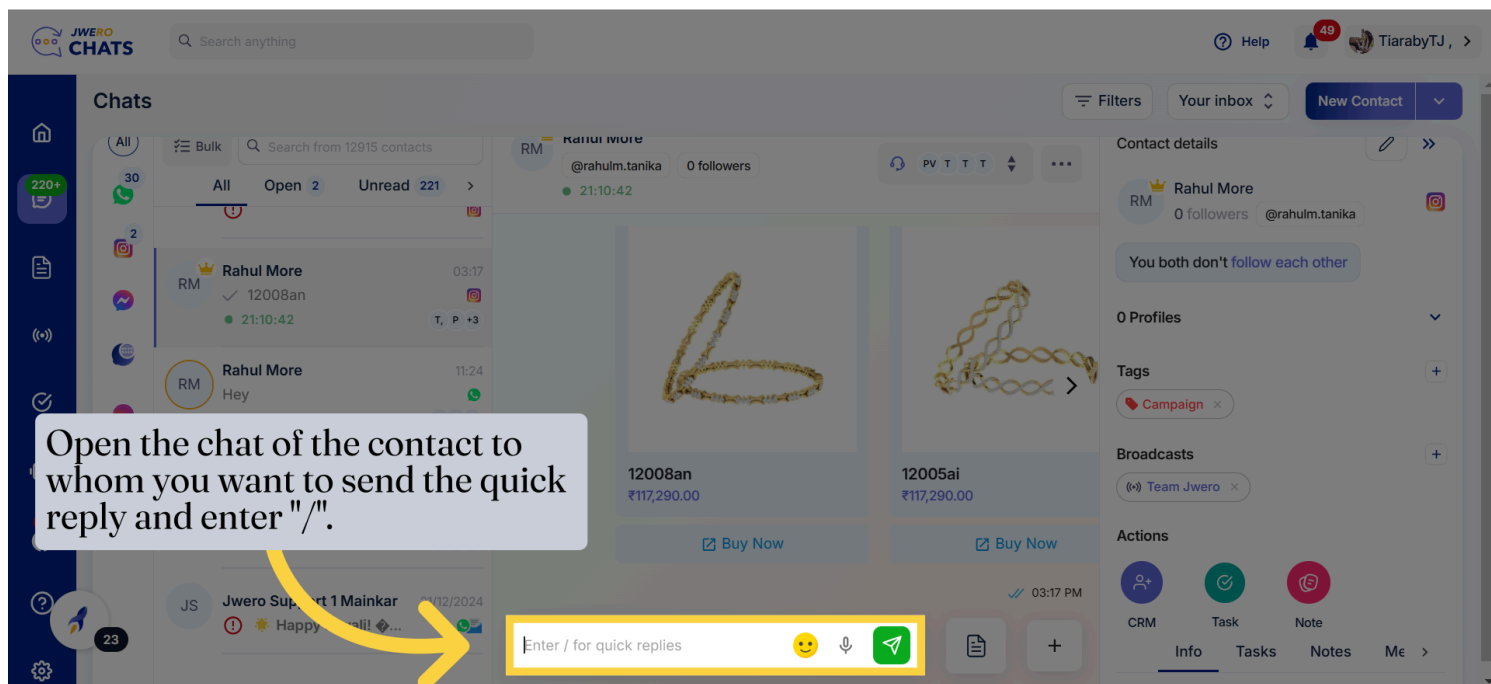 JWERO
CHATS
Search anything
Help
49
TiarabyTJ ,
Chats
Filters
Your inbox
New Contact
220+
All
30
2
Bulk
Search from 12915 contacts
All
Open 2
Unread 221
Rahul More
03:17
RM
12008an
21:10:42
T, P +3
Rahul More
11:24
RM
Hey
Open the chat of the contact to
whom you want to send the quick
reply and enter "/".
JS
Jwero Support 1 Mainkar
Happy
23
RM
Rahul More
@rahulm.tanika
0 followers
21:10:42
PV T T T
12008an
₹117,290.00
Buy Now
12005ai
₹117,290.00
Buy Now
03:17 PM
Enter / for quick replies
Contact details
RM
Rahul More
0 followers
@rahulm.tanika
You both don't follow each other
0 Profiles
Tags
Campaign
Broadcasts
Team Jwero
Actions
CRM
Task
Note
Info
Tasks
Notes